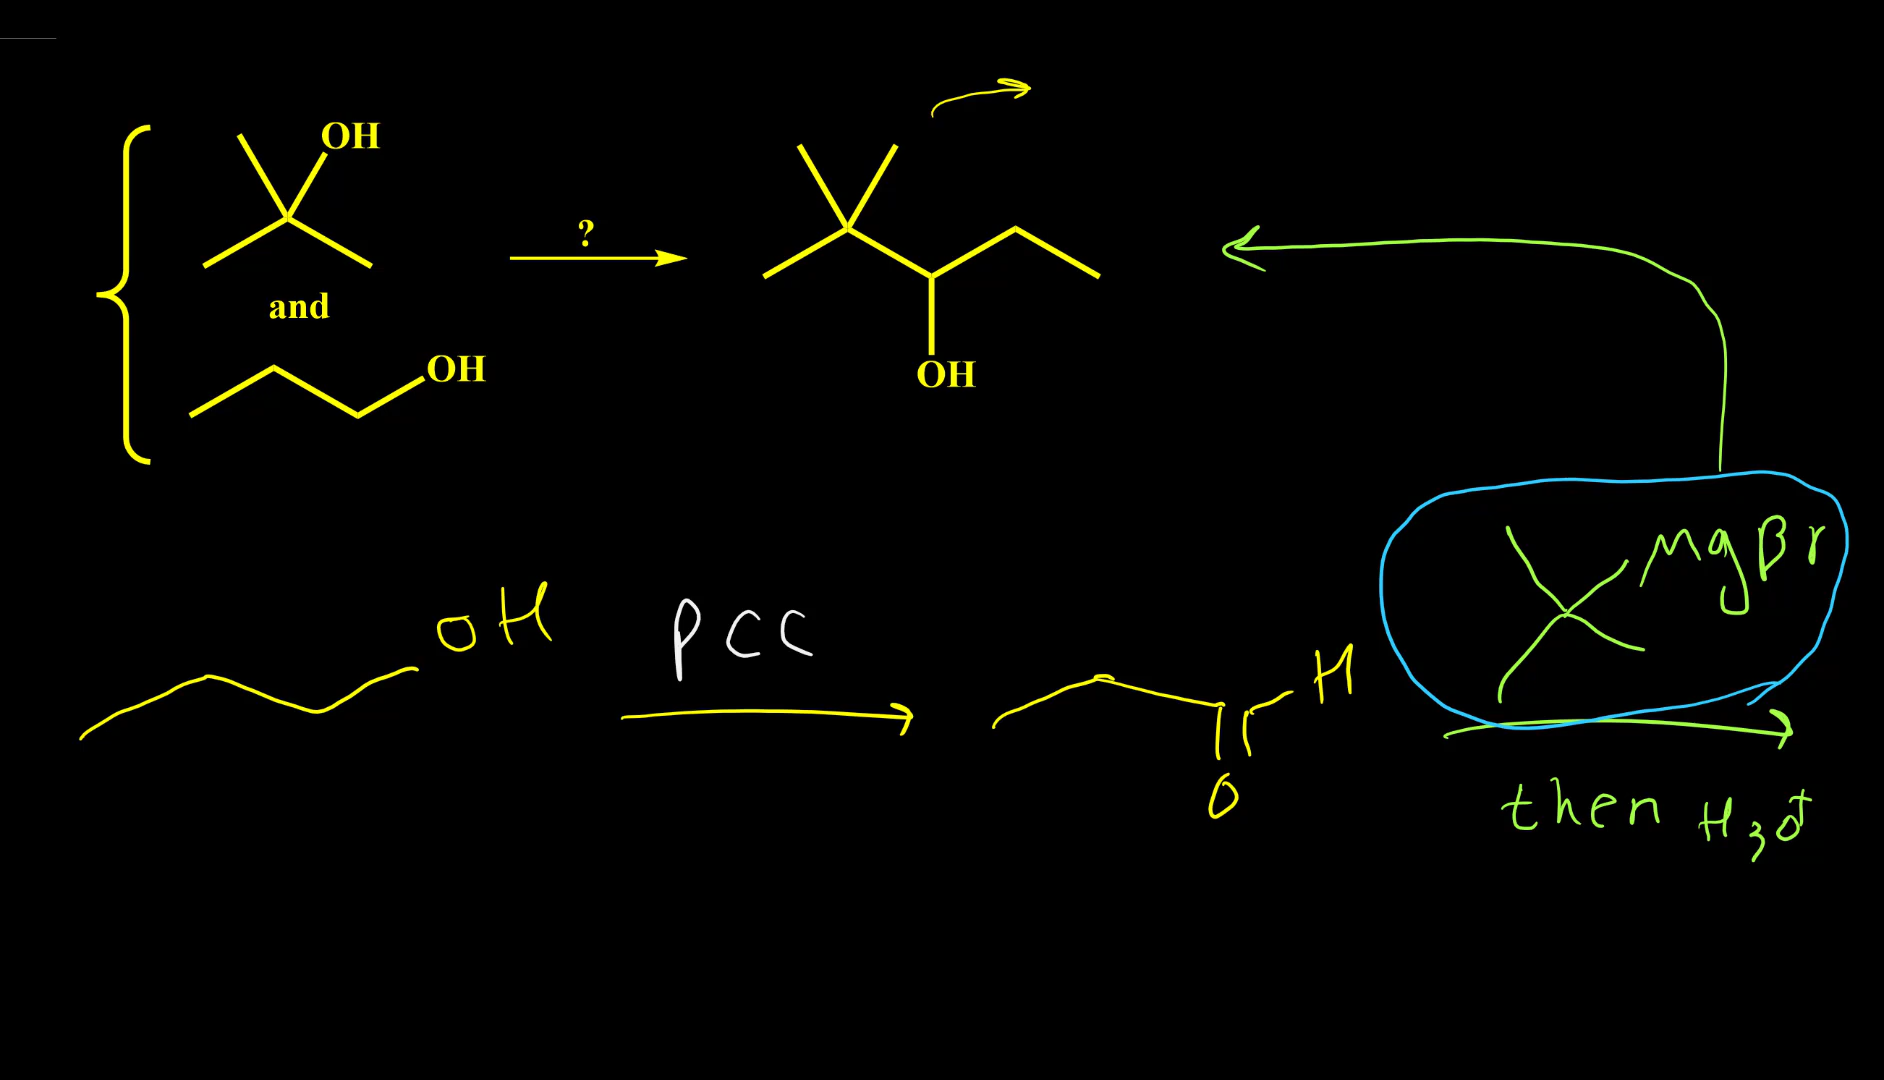 OH
?
and
OH
OH
MgBr
OH
PCC
H
O
then H₃O⁺